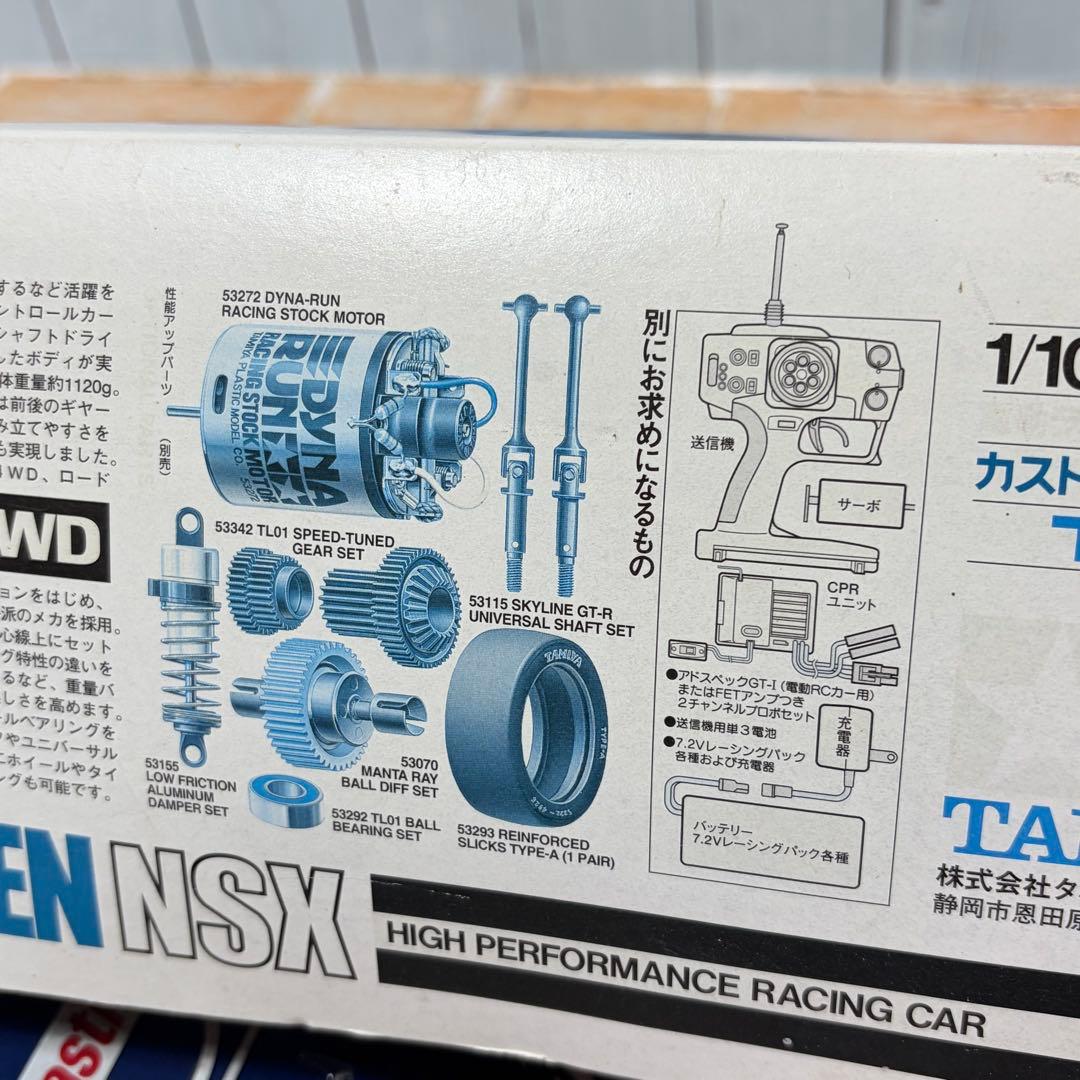 するなど活躍を
ントロールカー
シャフトドライ
したボディが実
体重量約1120g。
は前後のギヤー
み立てやすさを
も実現しました。
4WD、ロード
WD
ションをはじめ、
派のメカを採用。
心線上にセット
グ特性の違いを
るなど、重量バ
しさを高めます。
ールベアリングを
やユニバーサル
ニホイールやタイ
ングも可能です。
性能アップパーツ
(別売)
53272 DYNA-RUN
RACING STOCK MOTOR
DYNA
RUN
RACING STOCK MOTOR
TAMIYA PLASTIC MODEL CO.
53272
53342 TL01 SPEED-TUNED
GEAR SET
53115 SKYLINE GT-R
UNIVERSAL SHAFT SET
53155
LOW FRICTION
ALUMINUM
DAMPER SET
53070
MANTA RAY
BALL DIFF SET
53292 TL01 BALL
BEARING SET
TAMIYA
TYPE-A
53293 REINFORCED
SLICKS TYPE-A (1 PAIR)
別にお求めになるもの
送信機
サーボ
CPR
ユニット
●アドスペックGT-I(電動RCカー用)
またはFETアンプつき
2チャンネルプロポセット
●送信機用単3電池
●7.2Vレーシングパック
各種および充電器
充電器
バッテリー
7.2Vレーシングパック各種
1/10
カスト
T
TA
株式会社タ
静岡市恩田原
EN NSX
HIGH PERFORMANCE RACING CAR
ast